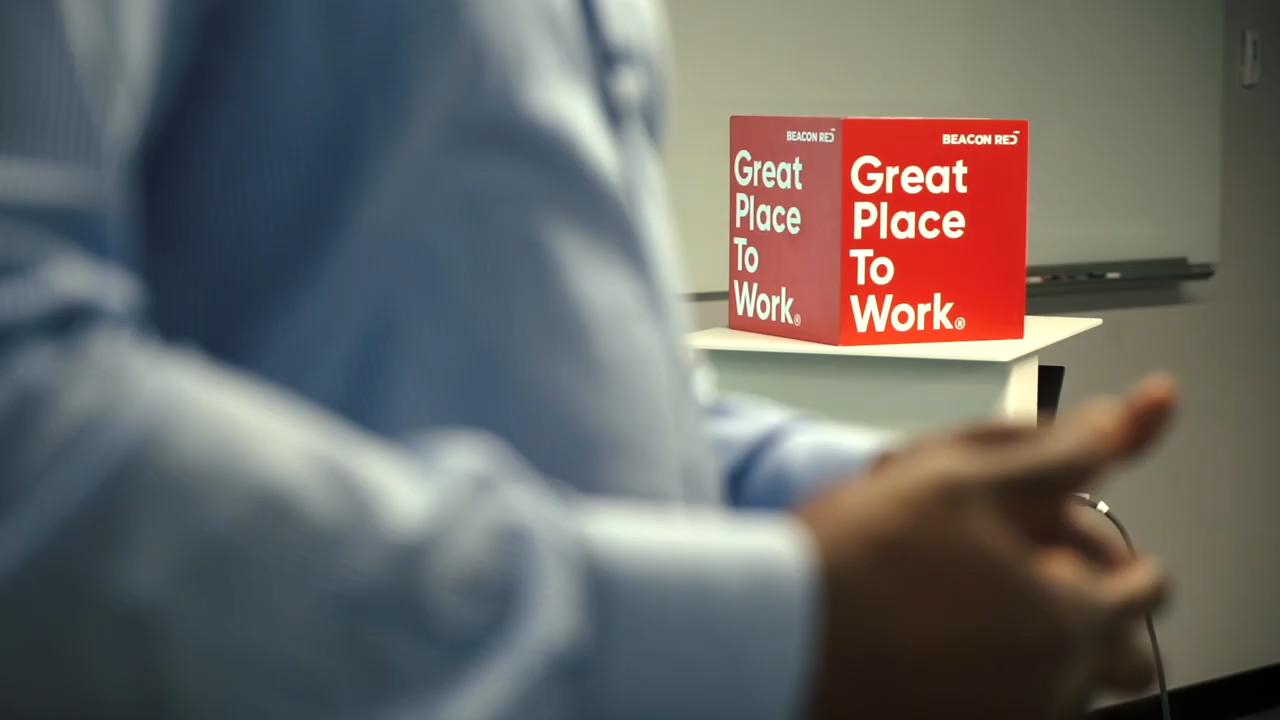 BEACON RED
Great
Place
To
Work®
BEACON RED
Great
Place
To
Work®